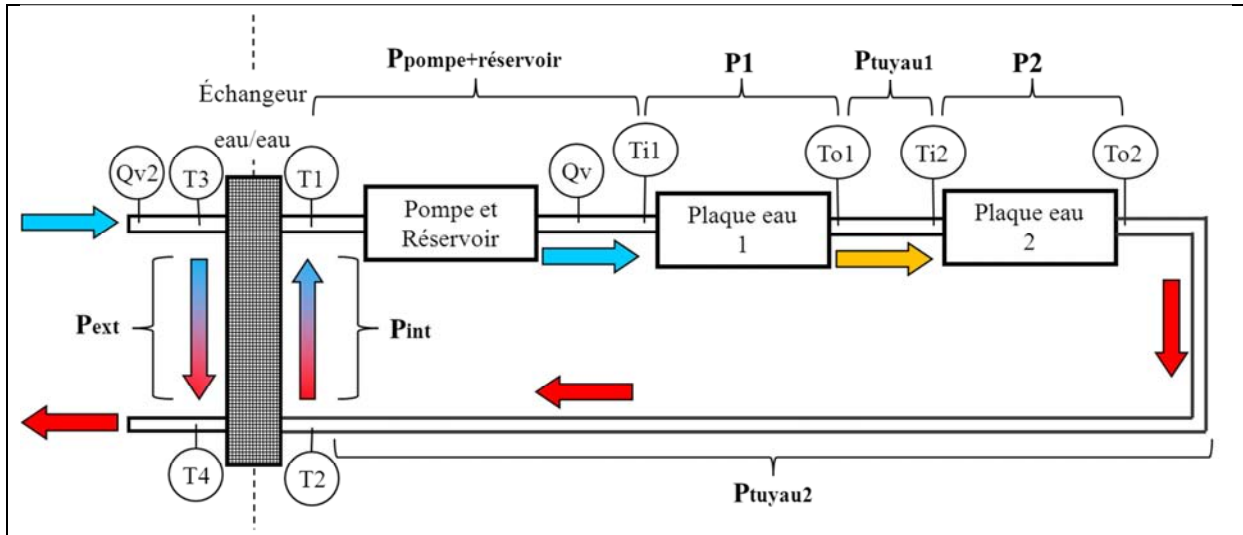 Ppompe+réservoir
P1
Ptuyau1
P2
Échangeur
eau/eau
Qv2
T3
T1
Qv
Ti1
To1
Ti2
To2
Pompe et
Réservoir
Plaque eau
1
Plaque eau
2
Pext
Pint
T4
T2
Ptuyau2